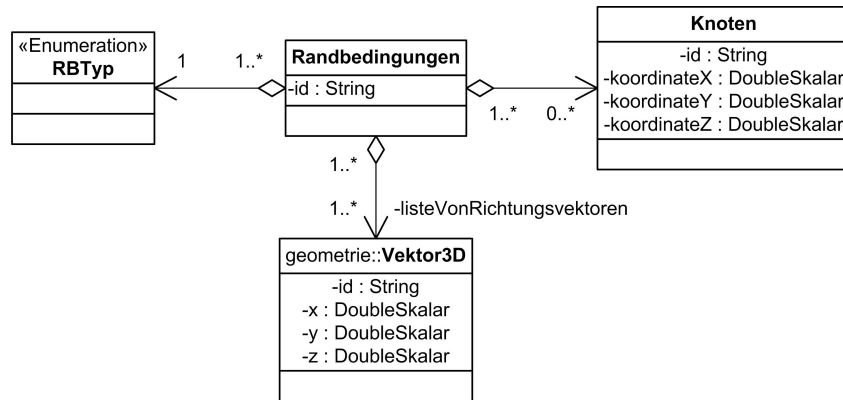 «Enumeration»
RBTyp
1
1..*
Randbedingungen
-id : String
1..*
0..*
Knoten
-id : String
-koordinateX : DoubleSkalar
-koordinateY : DoubleSkalar
-koordinateZ : DoubleSkalar
1..*
1..*
-listeVonRichtungsvektoren
geometrie::Vektor3D
-id : String
-x : DoubleSkalar
-y : DoubleSkalar
-z : DoubleSkalar